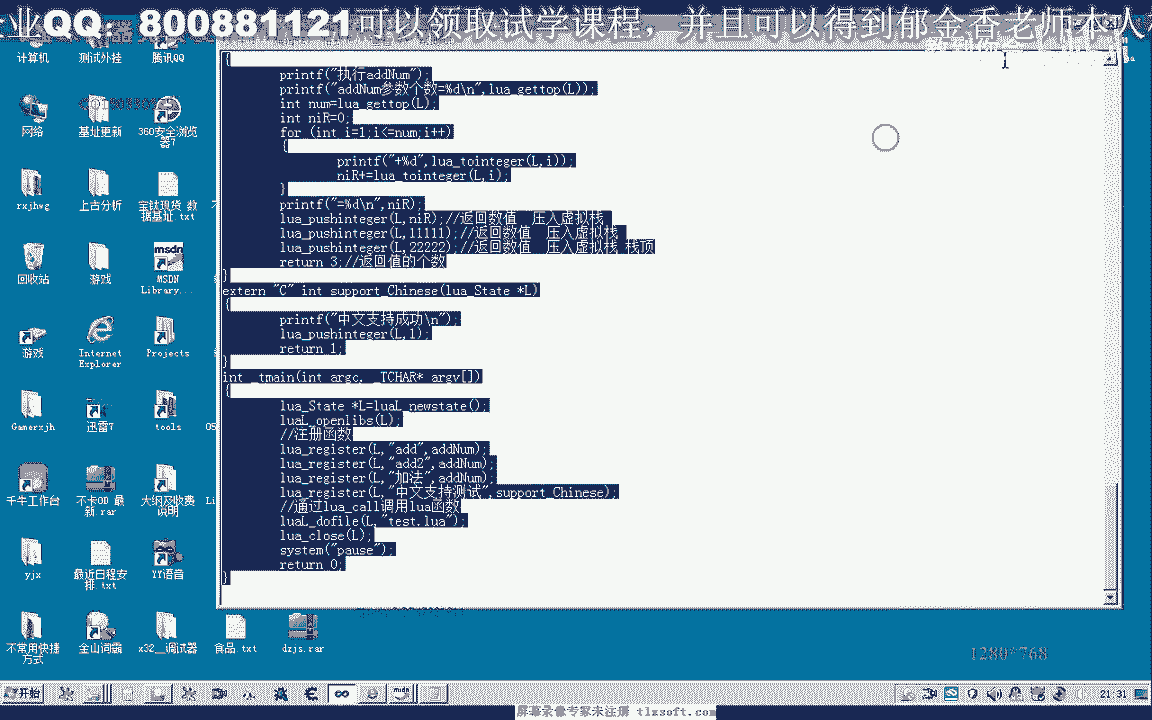 业QQ: 800881121可以领取试学课程,并且可以得到郁金香老师本人
计算机
测试外挂
腾讯QQ
网络
基址更新
360安全浏览器7
rxjhwg
上古分析
宝钛现货 数据基址.txt
回收站
游戏
MSDN Library...
游戏
Internet Explorer
Projects
Gamerxjh
迅雷7
tools
千牛工作台
不卡OD 最新.rar
大纲及收费说明
yjx
最近日程安排.txt
YY语音
不常用快捷方式
金山词霸
x32__调试器
食品.txt
dzjs.rar
{
printf("执行addNum");
printf("addNum参数个数=%d\n",lua_gettop(L));
int num=lua_gettop(L);
int niR=0;
for (int i=1;i<=num;i++)
{
printf("+%d",lua_tointeger(L,i));
niR+=lua_tointeger(L,i);
}
printf("=%d\n",niR);
lua_pushinteger(L,niR);//返回数值 压入虚拟栈
lua_pushinteger(L,11111);//返回数值 压入虚拟栈
lua_pushinteger(L,22222);//返回数值 压入虚拟栈 栈顶
return 3;//返回值的个数
}
extern "C" int support_Chinese(lua_State *L)
{
printf("中文支持成功\n");
lua_pushinteger(L,1);
return 1;
}
int _tmain(int argc, _TCHAR* argv[])
{
lua_State *L=luaL_newstate();
luaL_openlibs(L);
//注册函数
lua_register(L,"add",addNum);
lua_register(L,"add2",addNum);
lua_register(L,"加法",addNum);
lua_register(L,"中文支持测试",support_Chinese);
//通过lua_call调用lua函数
luaL_dofile(L,"test.lua");
lua_close(L);
system("pause");
return 0;
}
1280*768
开始
21:31
屏幕录像专家未注册 tlxsoft.com